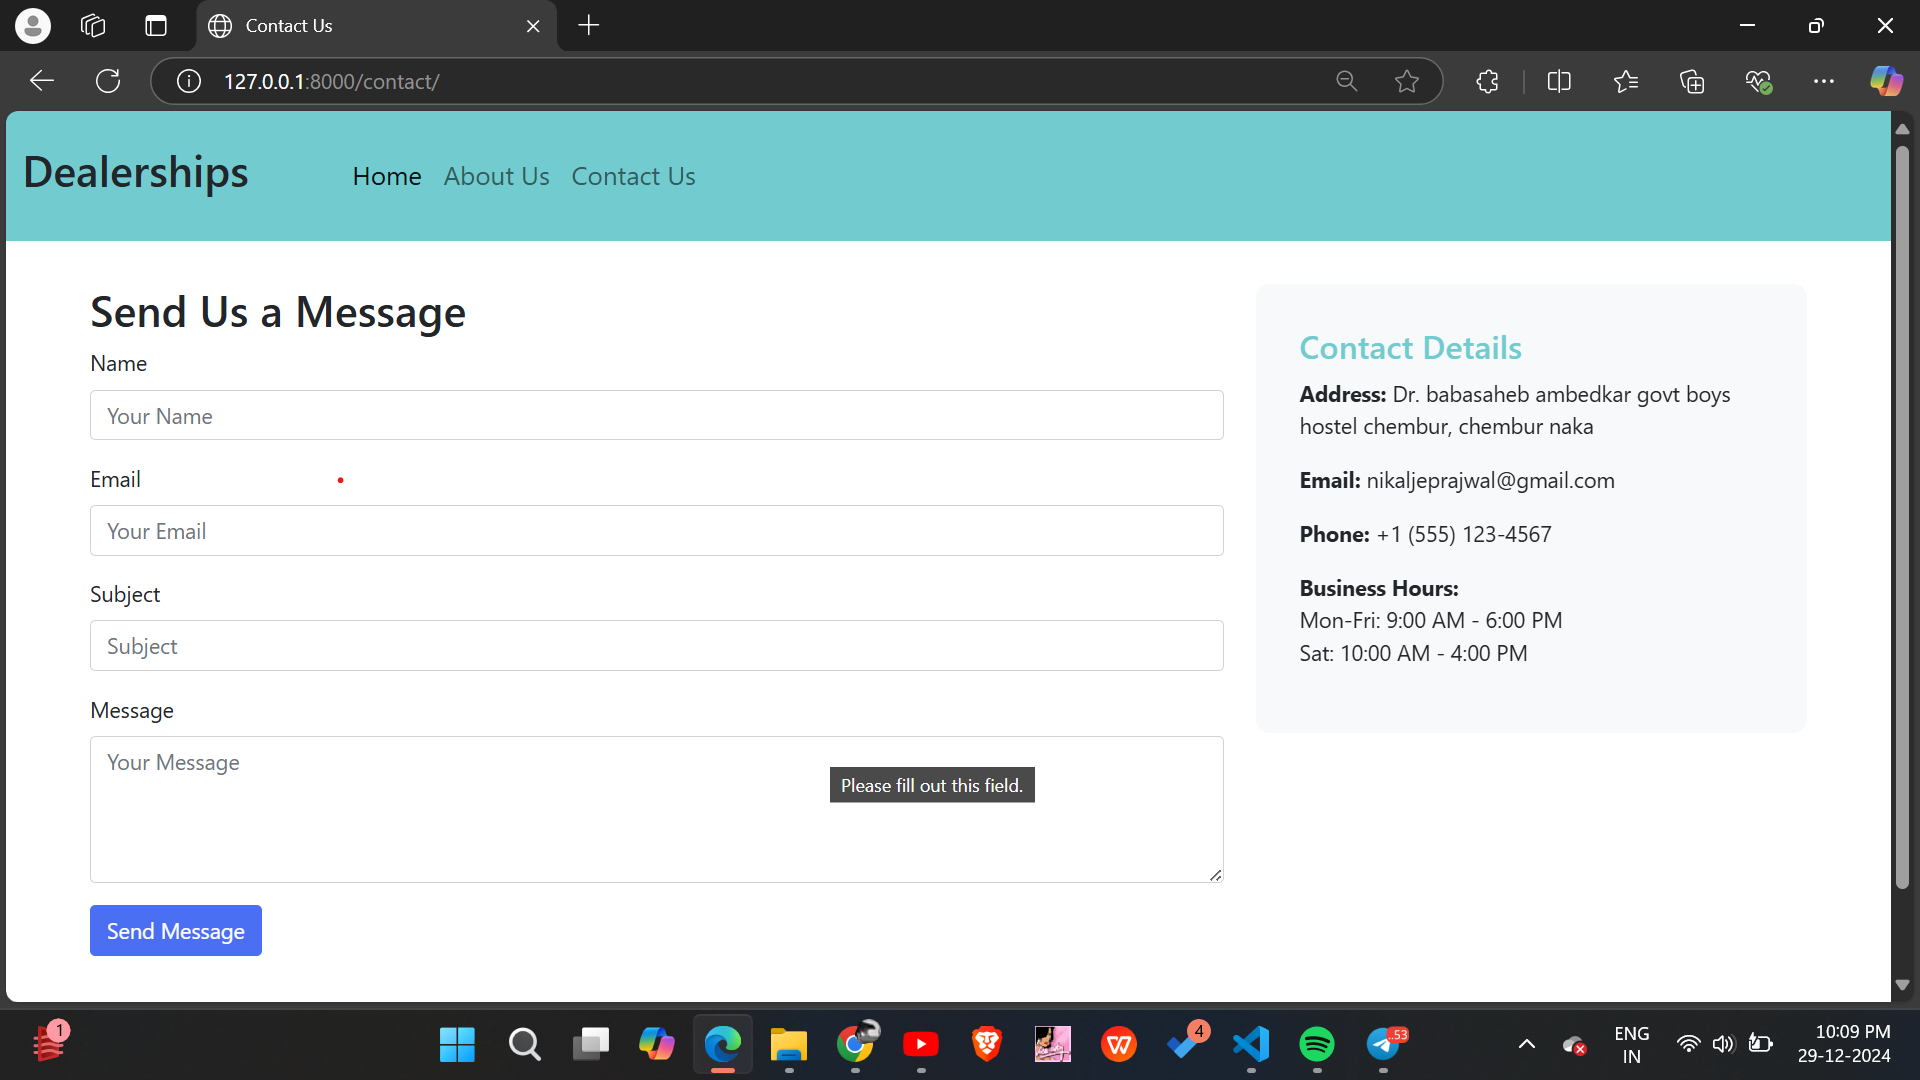 Contact Us
127.0.0.1:8000/contact/
Dealerships
Home About Us Contact Us
Send Us a Message
Name
Your Name
Email
Your Email
Subject
Subject
Message
Your Message
Please fill out this field.
Send Message
Contact Details
Address: Dr. babasaheb ambedkar govt boys
hostel chembur, chembur naka
Email: nikaljeprajwal@gmail.com
Phone: +1 (555) 123-4567
Business Hours:
Mon-Fri: 9:00 AM - 6:00 PM
Sat: 10:00 AM - 4:00 PM
1
4
53
ENG
IN
10:09 PM
29-12-2024